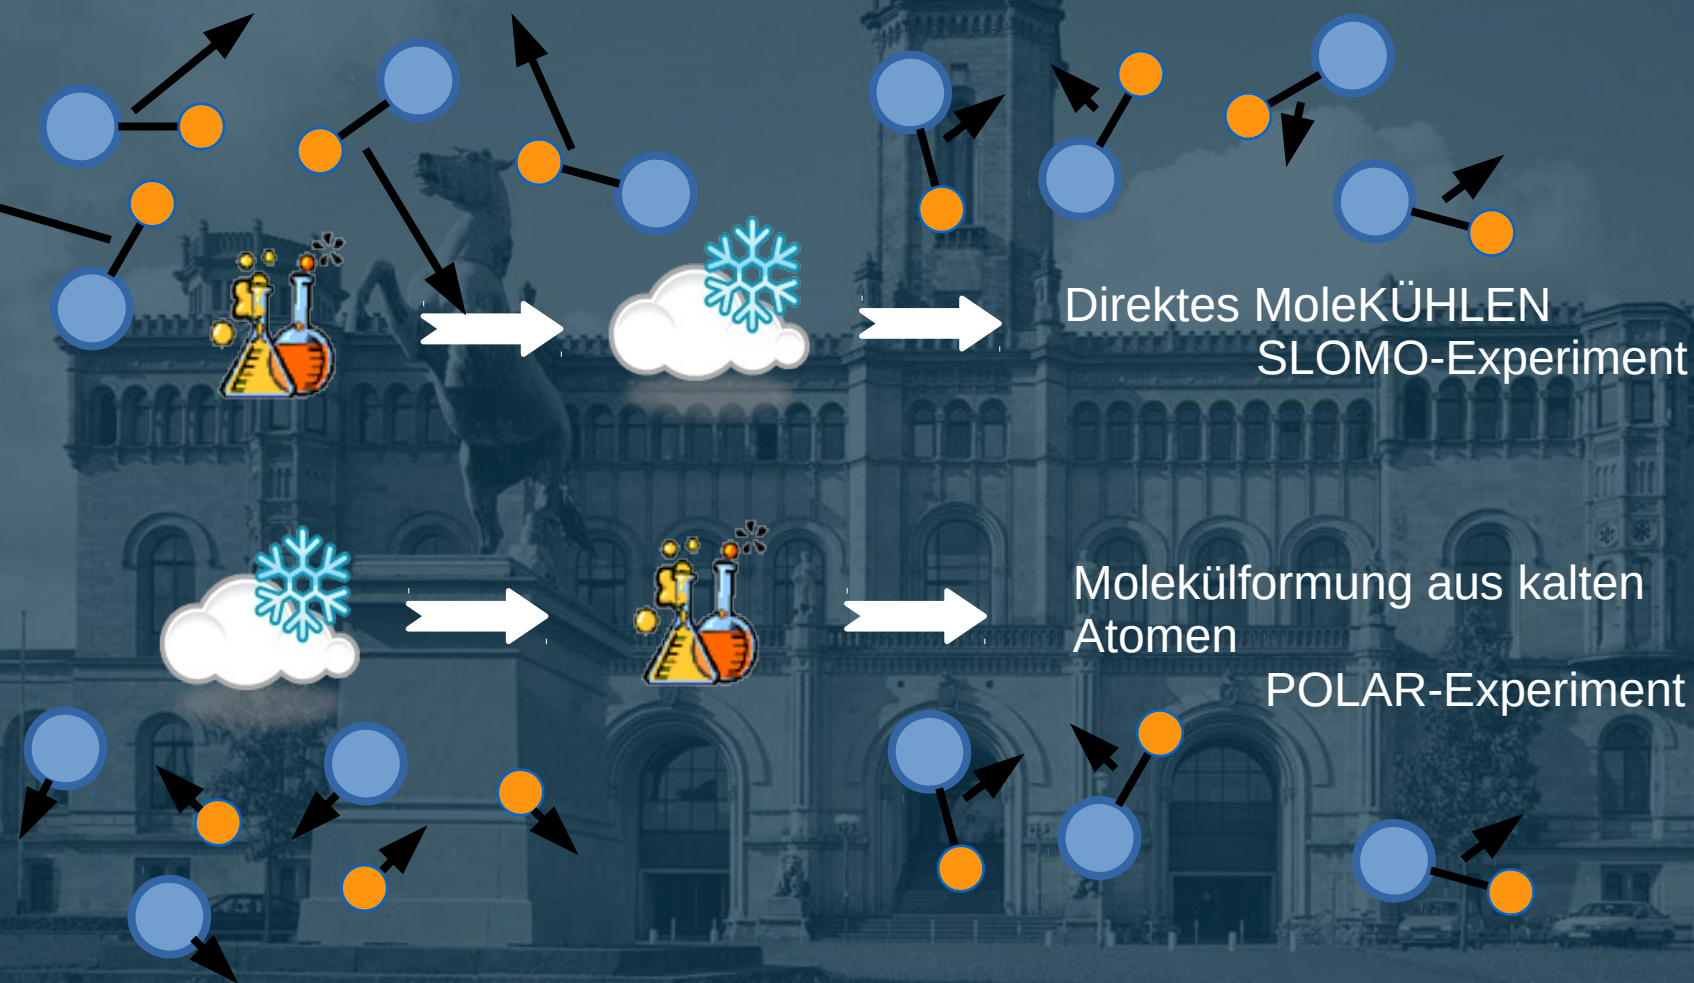 Direktes MoleKÜHLEN
SLOMO-Experiment
Molekülformung aus kalten
Atomen
POLAR-Experiment